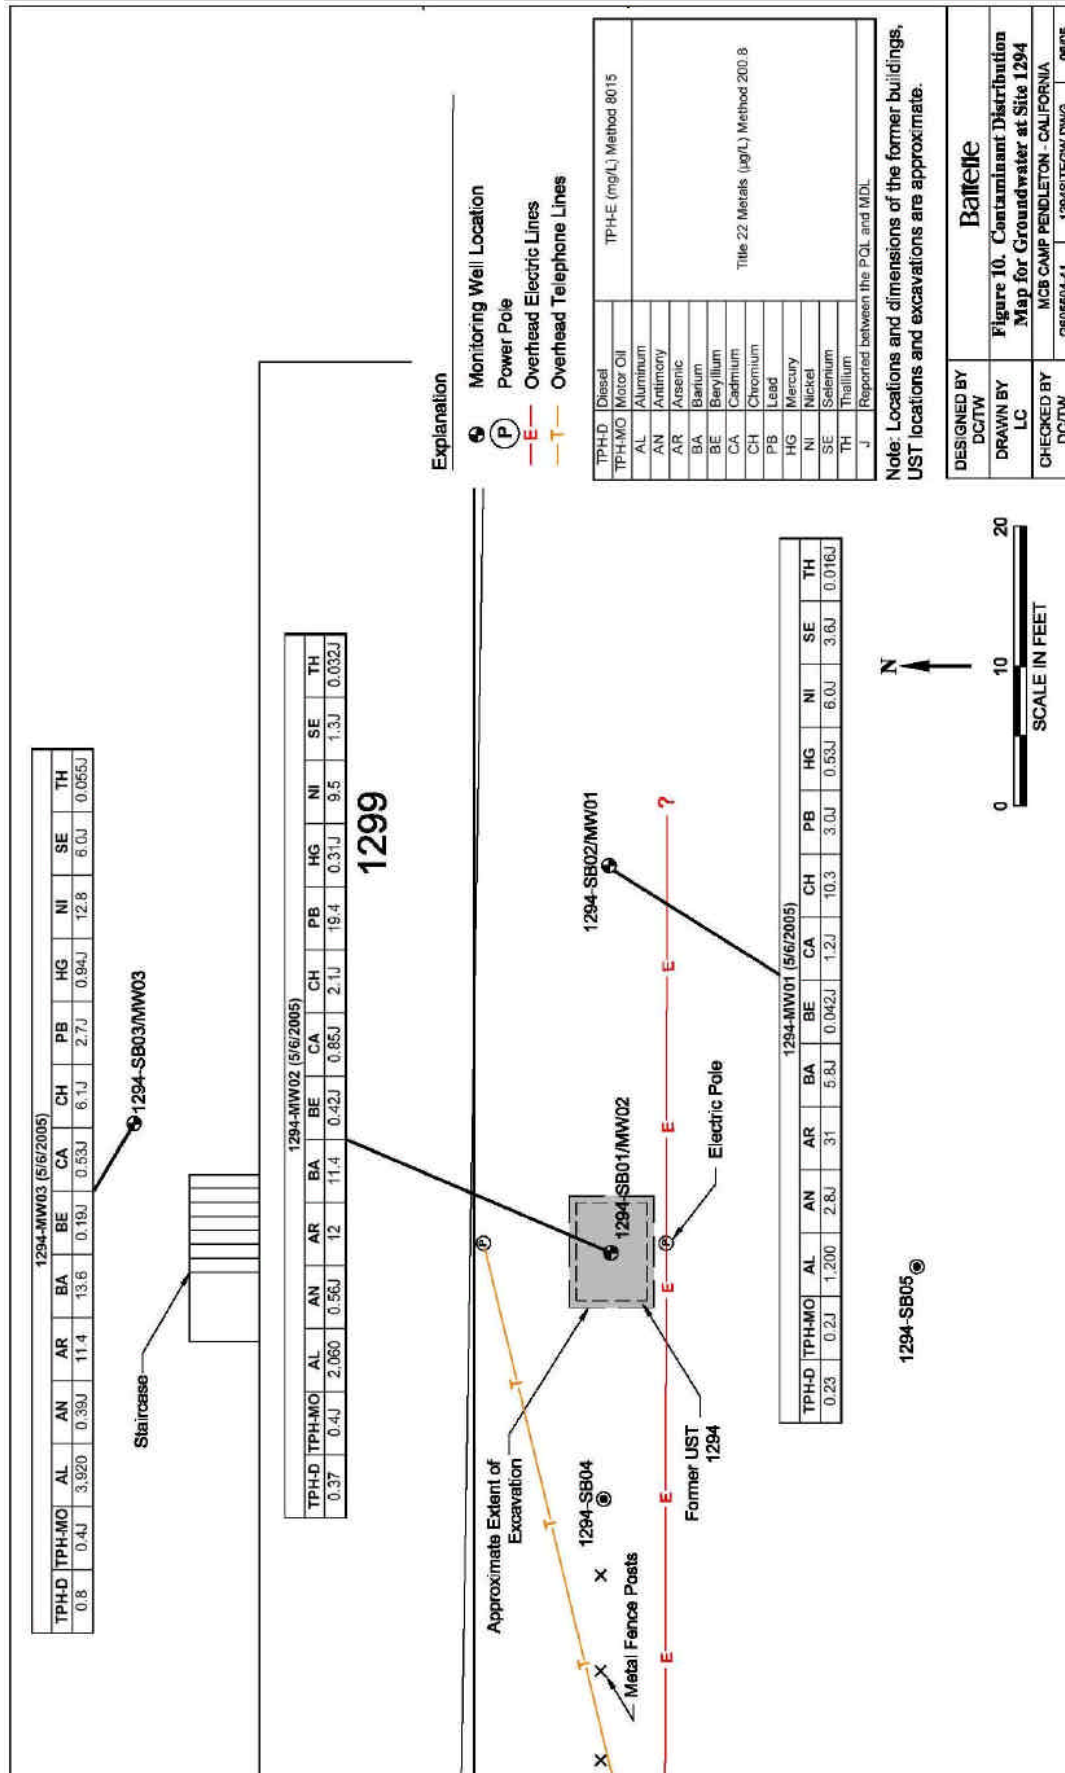 1294-MW03 (5/6/2005)
TPH-D TPH-MO AL AN AR BA BE CA CH PB HG NI SE TH
0.8 0.4J 3,920 0.39J 11.4 13.6 0.19J 0.53J 6.1J 2.7J 0.94J 12.8 6.0J 0.055J
1294-SB03/MW03
Staircase
1294-MW02 (5/6/2005)
TPH-D TPH-MO AL AN AR BA BE CA CH PB HG NI SE TH
0.37 0.4J 2,060 0.56J 12 11.4 0.42J 0.85J 2.1J 19.4 0.31J 9.5 1.3J 0.032J
1299
P
T
T
T
Approximate Extent of
Excavation
1294-SB04
Metal Fence Posts
1294-SB01/MW02
1294-SB02/MW01
E
E
E
P
E
E
?
Former UST
1294
Electric Pole
1294-MW01 (5/6/2005)
TPH-D TPH-MO AL AN AR BA BE CA CH PB HG NI SE TH
0.23 0.2J 1,200 2.8J 31 5.8J 0.042J 1.2J 10.3 3.0J 0.53J 6.0J 3.6J 0.016J
1294-SB05
N
0 10 20
SCALE IN FEET
Explanation
Monitoring Well Location
P Power Pole
E Overhead Electric Lines
T Overhead Telephone Lines
TPH-D Diesel TPH-E (mg/L) Method 8015
TPH-MO Motor Oil
AL Aluminum
AN Antimony
AR Arsenic
BA Barium
BE Beryllium
CA Cadmium
CH Chromium
Title 22 Metals (µg/L) Method 200.8
PB Lead
HG Mercury
NI Nickel
SE Selenium
TH Thallium
J Reported between the PQL and MDL
Note: Locations and dimensions of the former buildings,
UST locations and excavations are approximate.
DESIGNED BY
DC/TW
Battelle
DRAWN BY
LC
Figure 10. Contaminant Distribution
Map for Groundwater at Site 1294
CHECKED BY
DC/TW
MCB CAMP PENDLETON - CALIFORNIA